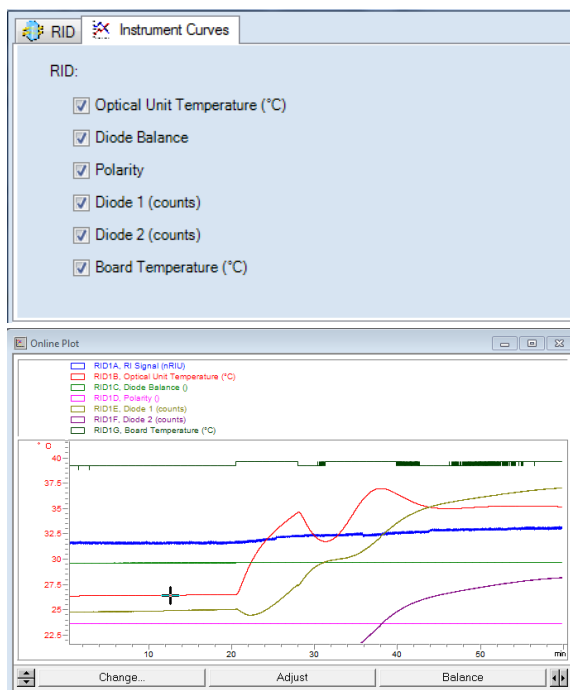 RID Instrument Curves
RID:
Optical Unit Temperature (°C)
Diode Balance
Polarity
Diode 1 (counts)
Diode 2 (counts)
Board Temperature (°C)
Online Plot
RID1A, RI Signal (nRIU)
RID1B, Optical Unit Temperature (°C)
RID1C, Diode Balance ()
RID1D, Polarity ()
RID1E, Diode 1 (counts)
RID1F, Diode 2 (counts)
RID1G, Board Temperature (°C)
40
37.5
35
32.5
30
27.5
25
22.5
10 20 30 40 50 min
Change... Adjust Balance